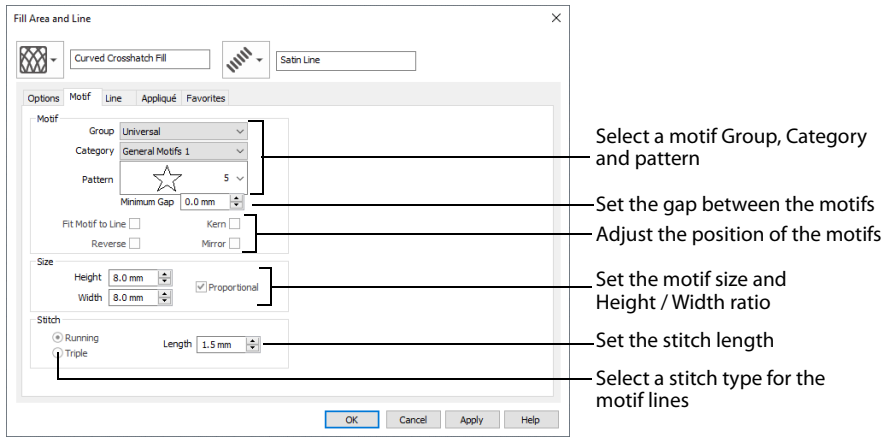 Fill Area and Line
Curved Crosshatch Fill
Satin Line
Options Motif Line Appliqué Favorites
Motif
Group Universal
Category General Motifs 1
Pattern 5
Minimum Gap 0.0 mm
Fit Motif to Line Kern
Reverse Mirror
Size
Height 8.0 mm
Width 8.0 mm
Proportional
Stitch
Running
Triple
Length 1.5 mm
OK Cancel Apply Help
Select a motif Group, Category
and pattern
Set the gap between the motifs
Adjust the position of the motifs
Set the motif size and
Height / Width ratio
Set the stitch length
Select a stitch type for the
motif lines